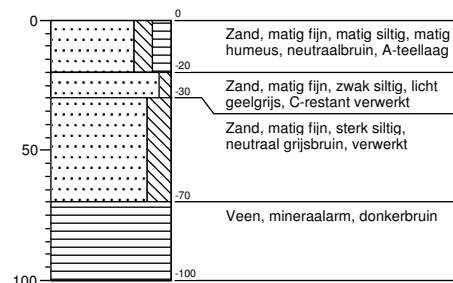 0
0
Zand, matig fijn, matig siltig, matig
humeus, neutraalbruin, A-teellaag
-20
Zand, matig fijn, zwak siltig, licht
geelgrijs, C-restant verwerkt
-30
Zand, matig fijn, sterk siltig,
neutraal grijsbruin, verwerkt
50
-70
Veen, mineraalarm, donkerbruin
-100
100